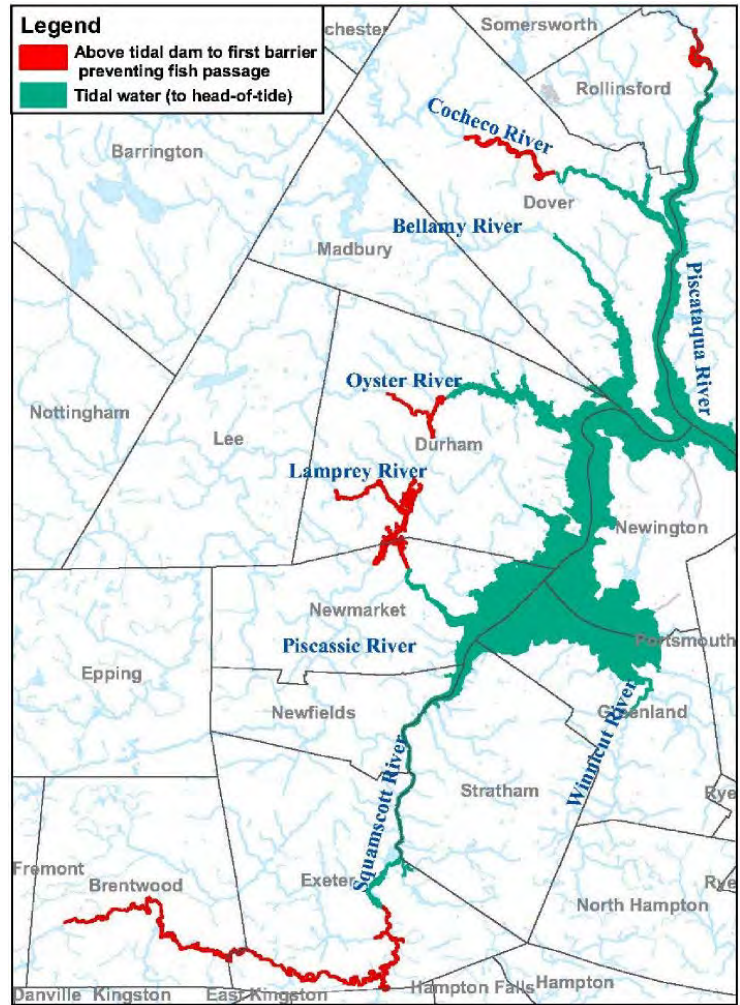 Legend
Above tidal dam to first barrier
preventing fish passage
Tidal water (to head-of-tide)
chester
Somersworth
Rollinsford
Cocheco River
Barrington
Dover
Bellamy River
Madbury
Piscataqua River
Oyster River
Nottingham
Lee
Durham
Lamprey River
Newington
Newmarket
Piscassic River
Portsmouth
Epping
Newfields
Greenland
Winnicut River
Squamscott River
Stratham
Rye
Fremont
Brentwood
Exeter
Rye
North Hampton
Danville Kingston
East Kingston
Hampton Falls
Hampton